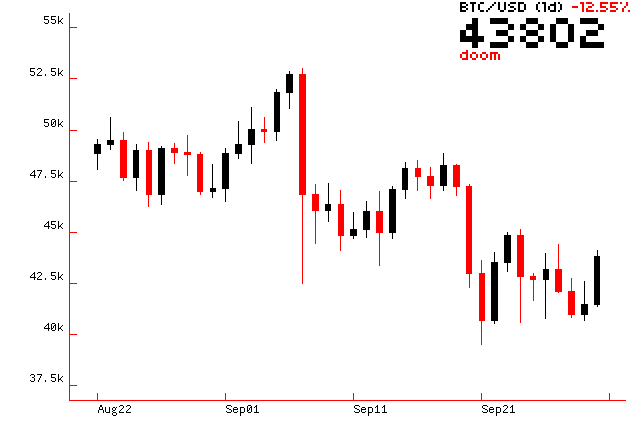 BTC/USD (1d) -12.55%
43802
doom
55k
52.5k
50k
47.5k
45k
42.5k
40k
37.5k
Aug22 Sep01 Sep11 Sep21